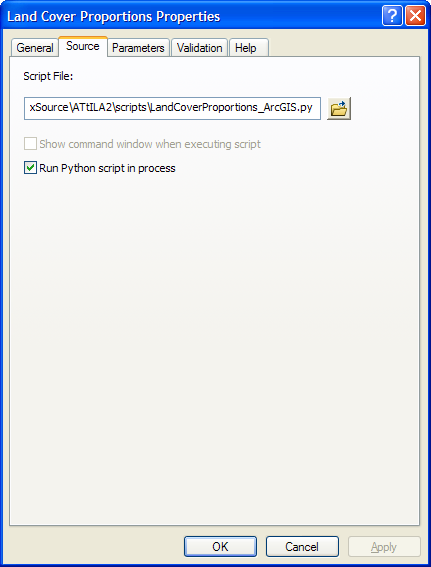 Land Cover Proportions Properties
General Source Parameters Validation Help
Script File:
xSource\ATtILA2\scripts\LandCoverProportions_ArcGIS.py
Show command window when executing script
Run Python script in process
OK Cancel Apply